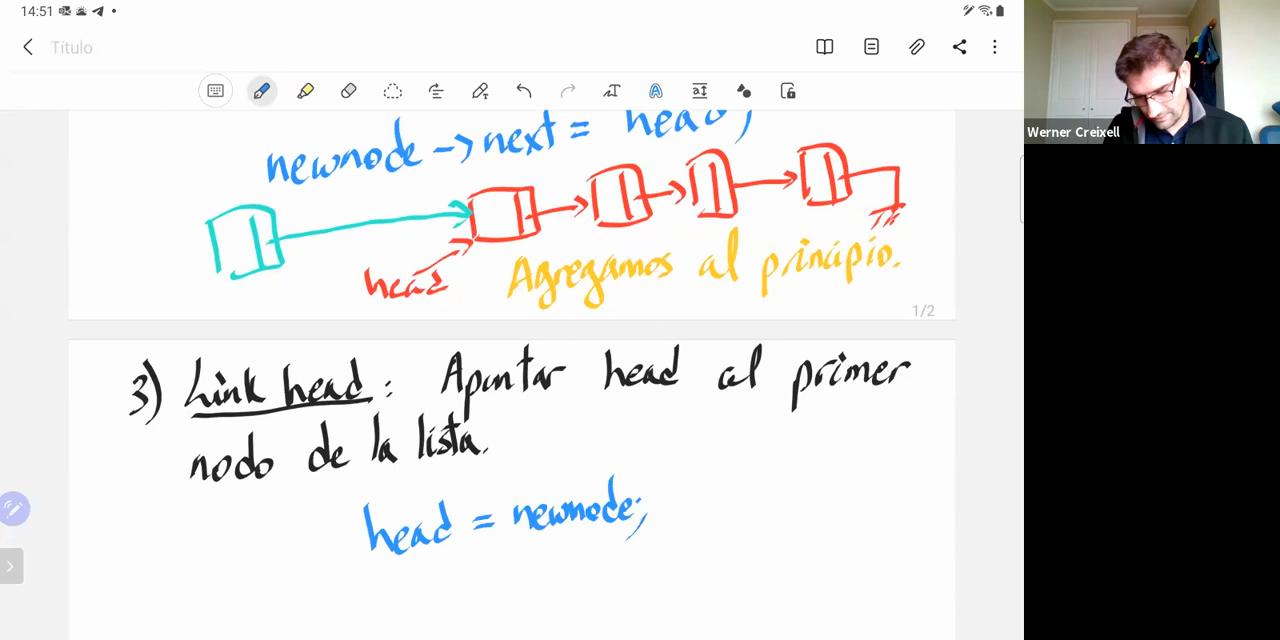 14:51
Título
newnode → next = head;
head
Agregamos al principio.
1/2
3) Link head: Apuntar head al primer
nodo de la lista.
head = newnode;
Werner Creixell